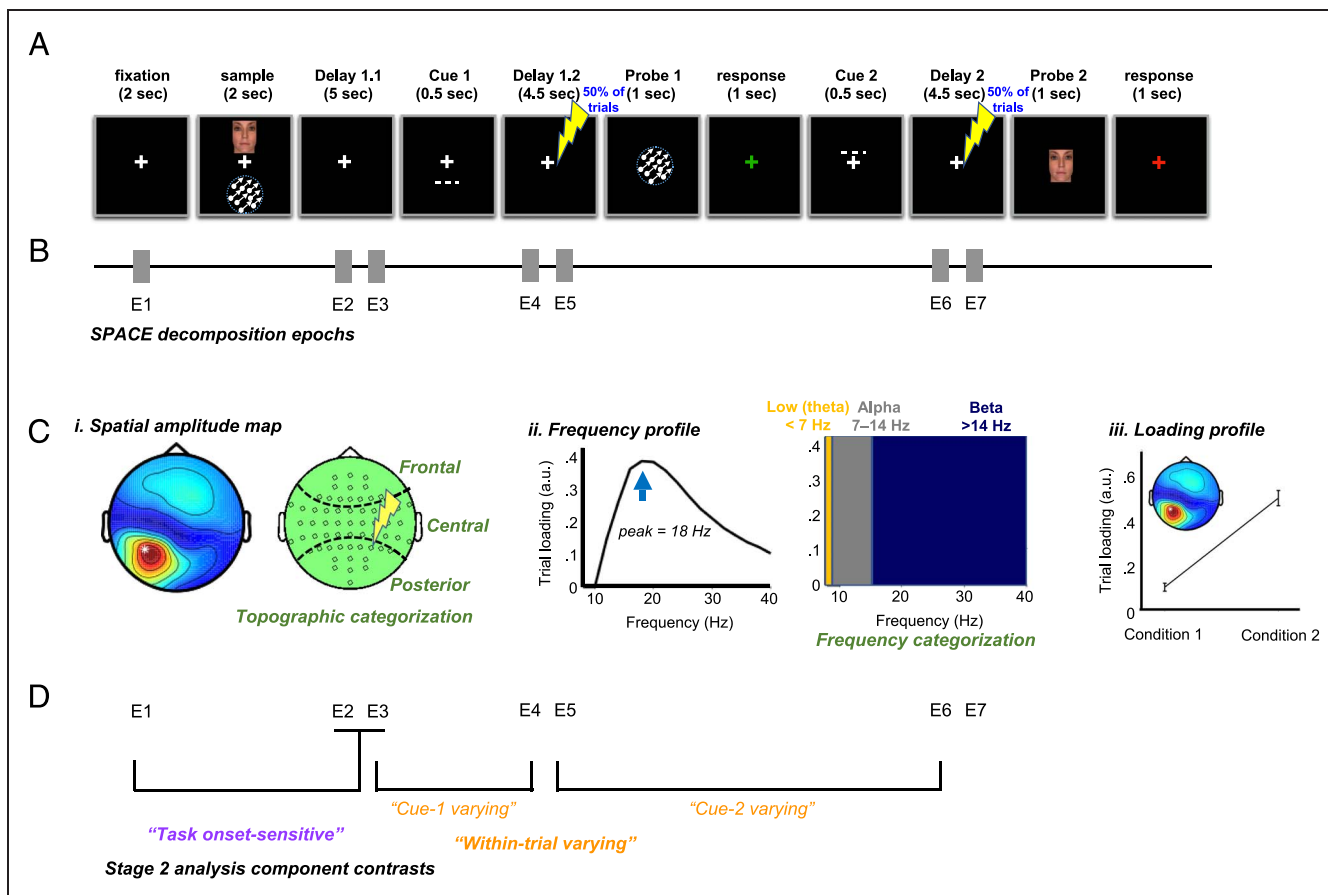 A
fixation
(2 sec)
sample
(2 sec)
Delay 1.1
(5 sec)
Cue 1
(0.5 sec)
Delay 1.2
(4.5 sec)
50% of
trials
Probe 1
(1 sec)
response
(1 sec)
Cue 2
(0.5 sec)
Delay 2
(4.5 sec)
50% of
trials
Probe 2
(1 sec)
response
(1 sec)
B
E1
E2
E3
E4
E5
E6
E7
SPACE decomposition epochs
C
i. Spatial amplitude map
Frontal
Central
Posterior
Topographic categorization
ii. Frequency profile
Trial loading (a.u.)
.4
.3
.2
.1
0
peak = 18 Hz
10
20
30
40
Frequency (Hz)
Low (theta)
< 7 Hz
Alpha
7–14 Hz
Beta
>14 Hz
.4
.3
.2
.1
0
10
20
30
40
Frequency (Hz)
Frequency categorization
iii. Loading profile
Trial loading (a.u.)
.6
.4
.2
0
Condition 1
Condition 2
D
E1
E2
E3
E4
E5
E6
E7
“Cue-1 varying”
“Cue-2 varying”
“Task onset-sensitive”
“Within-trial varying”
Stage 2 analysis component contrasts